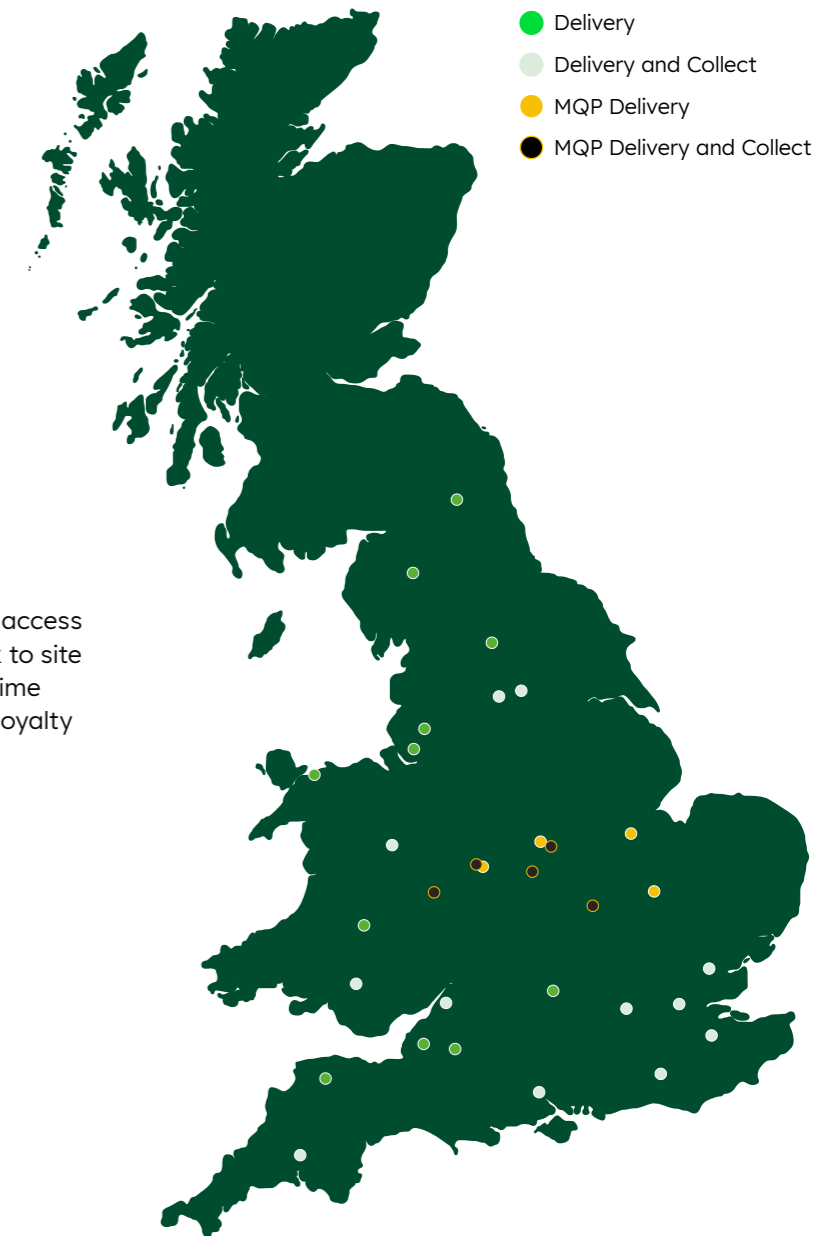 Delivery
Delivery and Collect
MQP Delivery
MQP Delivery and Collect
access
to site
ime
oyalty